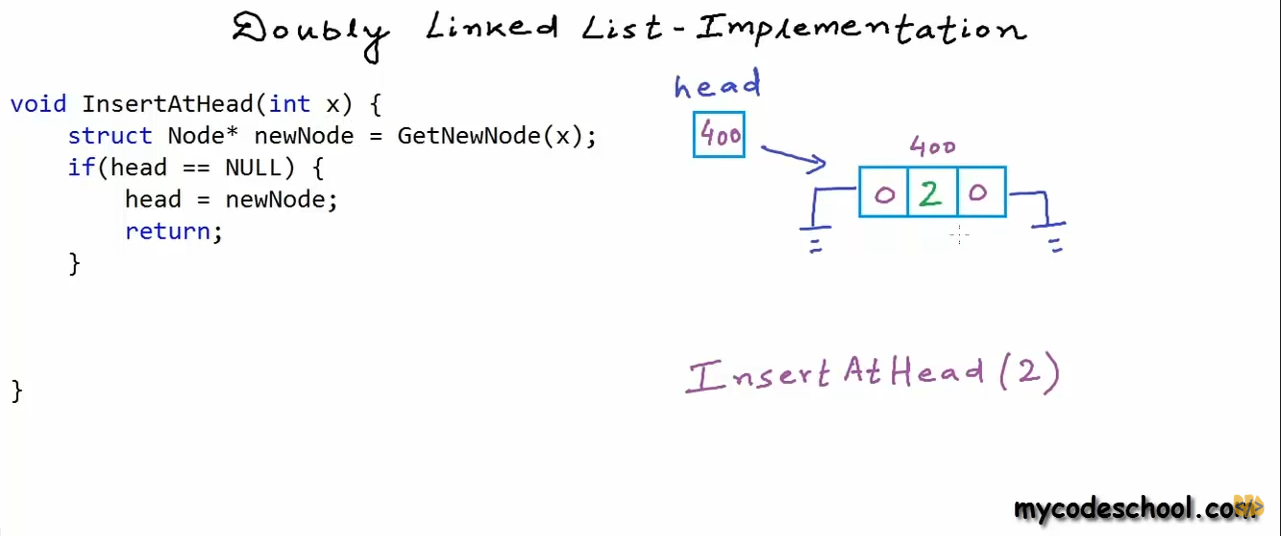 Doubly Linked List - Implementation
void InsertAtHead(int x) {
struct Node* newNode = GetNewNode(x);
if(head == NULL) {
head = newNode;
return;
}
}
head
400
400
0 2 0
InsertAtHead(2)
mycodeschool.com